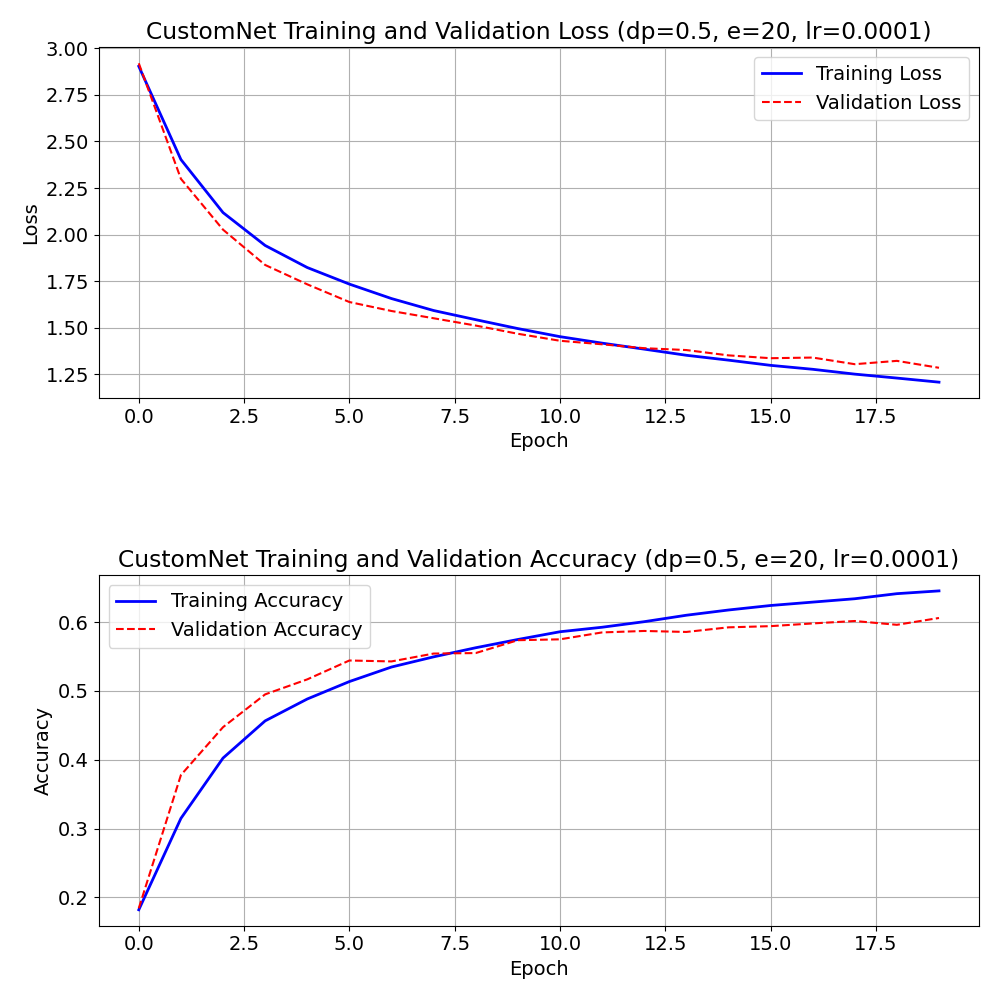 CustomNet Training and Validation Loss (dp=0.5, e=20, lr=0.0001)
3.00
2.75
2.50
2.25
2.00
1.75
1.50
1.25
Loss
Training Loss
Validation Loss
0.0 2.5 5.0 7.5 10.0 12.5 15.0 17.5
Epoch
CustomNet Training and Validation Accuracy (dp=0.5, e=20, lr=0.0001)
Training Accuracy
Validation Accuracy
0.6
0.5
0.4
0.3
0.2
Accuracy
0.0 2.5 5.0 7.5 10.0 12.5 15.0 17.5
Epoch